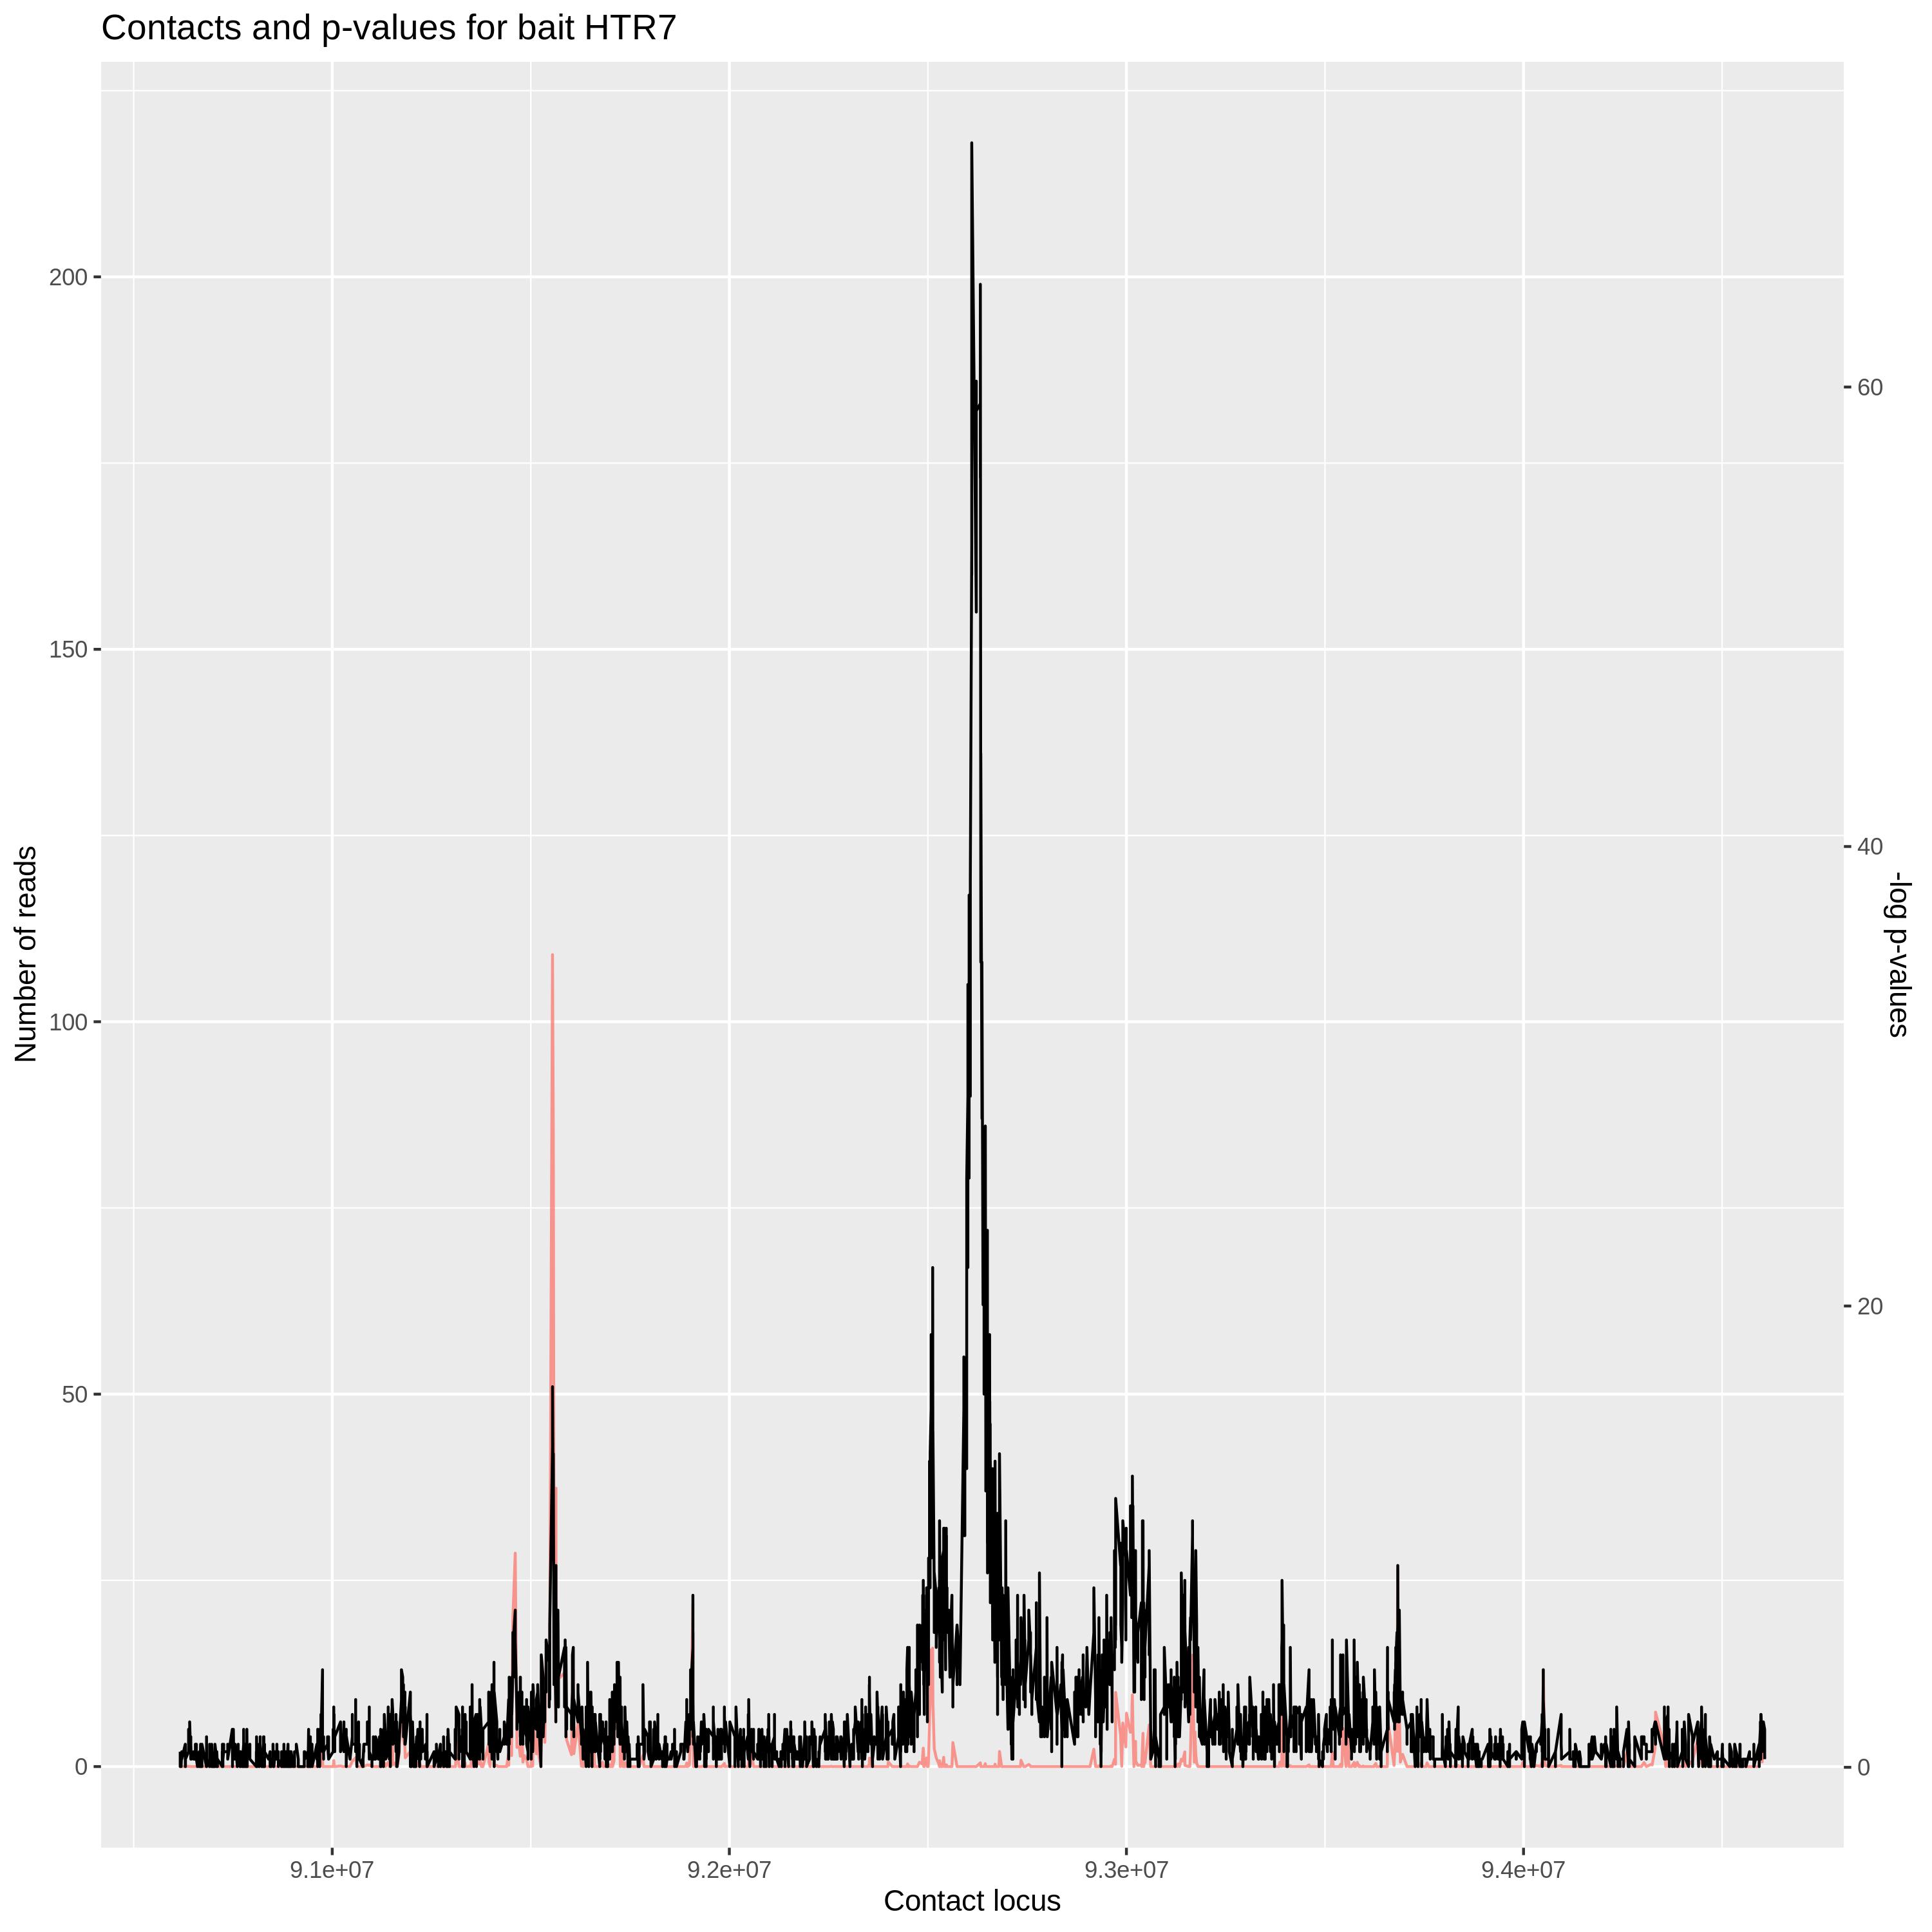 Contacts and p-values for bait HTR7
200
150
100
50
0
Number of reads
60
40
20
0
-log p-values
9.1e+07
9.2e+07
9.3e+07
9.4e+07
Contact locus